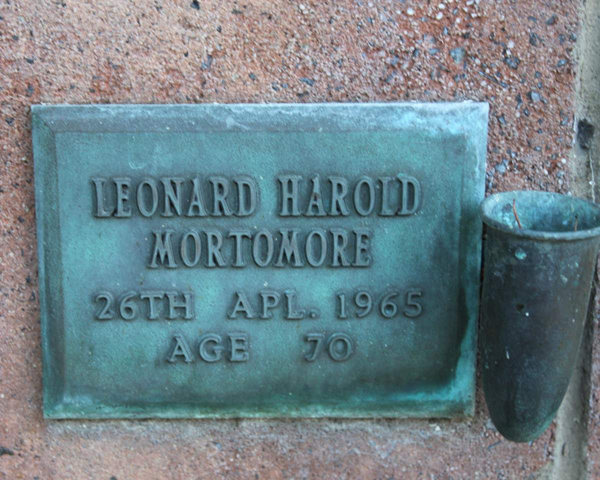 LEONARD HAROLD
MORTOMORE
26TH APL. 1965
AGE 70